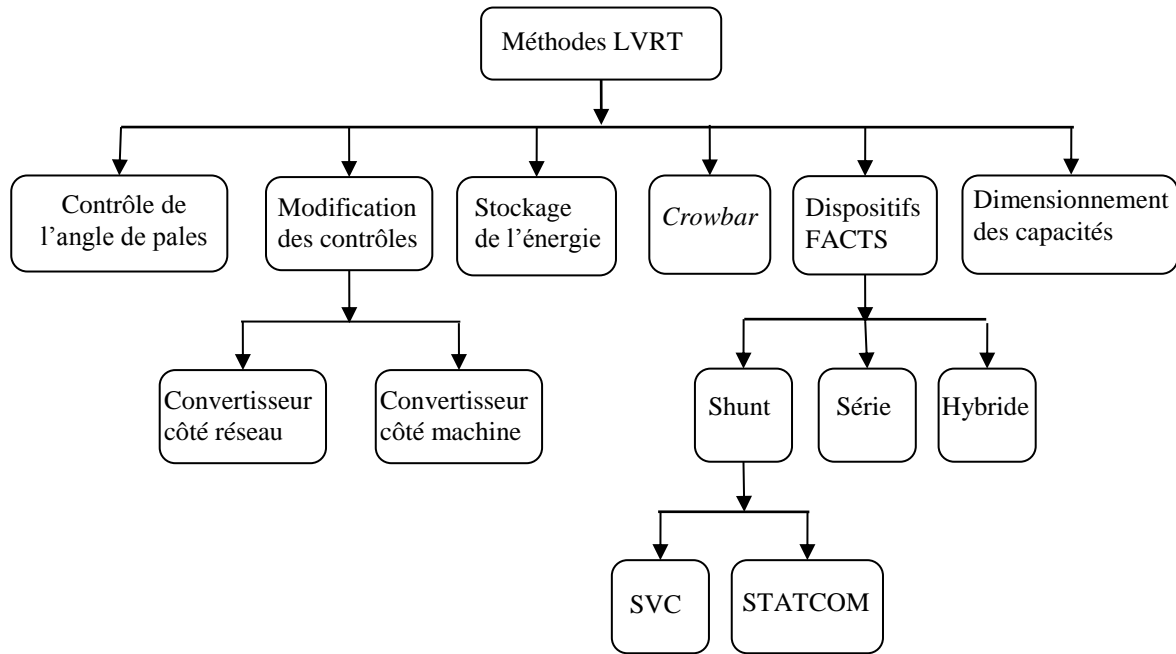 Méthodes LVRT
Contrôle de
l’angle de pales
Modification
des contrôles
Stockage
de l’énergie
Crowbar
Dispositifs
FACTS
Dimensionnement
des capacités
Convertisseur
côté réseau
Convertisseur
côté machine
Shunt
Série
Hybride
SVC
STATCOM